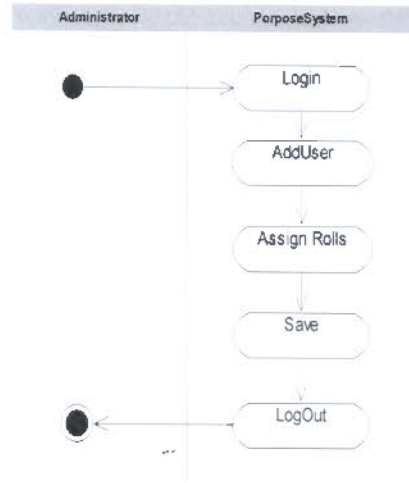 Administrator PorposeSystem
Login
AddUser
Assign Rolls
Save
LogOut